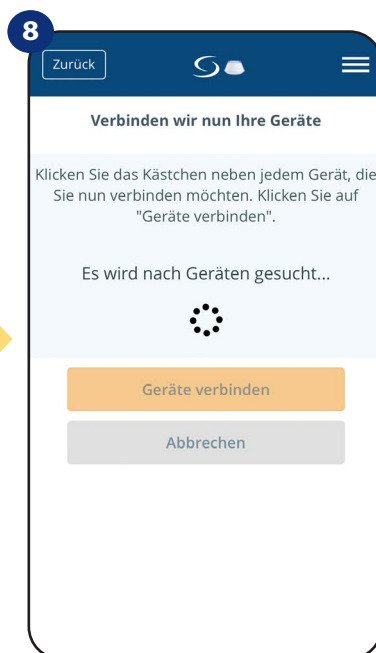 8
Zurück
Verbinden wir nun Ihre Geräte
Klicken Sie das Kästchen neben jedem Gerät, die
Sie nun verbinden möchten. Klicken Sie auf
"Geräte verbinden".
Es wird nach Geräten gesucht...
Geräte verbinden
Abbrechen